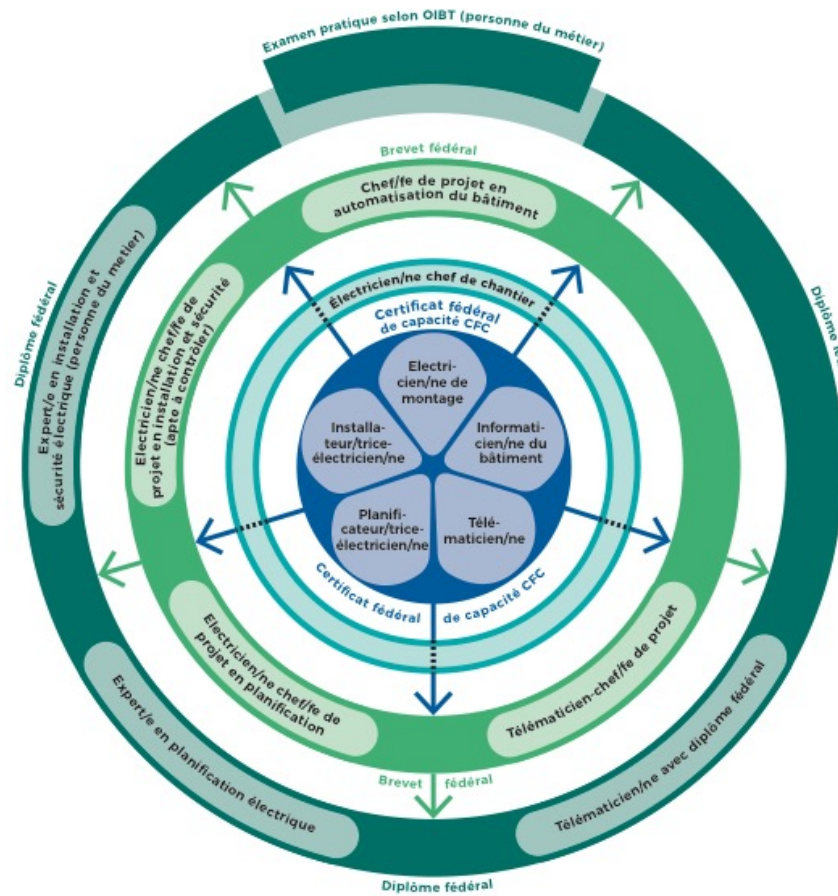 Examen pratique selon OIBT (personne du métier)
Brevet fédéral
Chef/fe de projet en
automatisation du bâtiment
Diplôme fédéral
Expert/e en installation et
sécurité électrique (personne du metier)
Electricien/ne chef/fe de
projet en installation et sécurité
(apte à contrôler)
Électricien/ne chef de chantier
Certificat fédéral
de capacité CFC
Electri-
cien/ne de
montage
Installa-
teur/trice-
électricien/ne
Informati-
cien/ne du
bâtiment
Planifi-
cateur/trice-
électricien/ne
Télé-
maticien/ne
Certificat fédéral de capacité CFC
Diplôme
Electricien/ne chef/fe de
projet en planification
Télématicien-chef/fe de projet
Expert/e en planification électrique
Télématicien/ne avec diplôme fédéral
Brevet fédéral
Diplôme fédéral